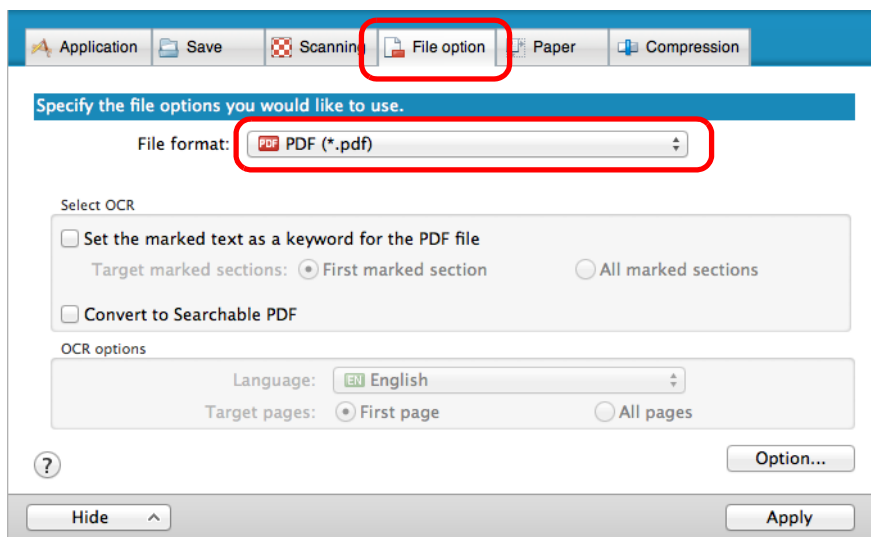 Application Save Scanning File option Paper Compression
Specify the file options you would like to use.
File format: PDF PDF (*.pdf)
Select OCR
Set the marked text as a keyword for the PDF file
Target marked sections: First marked section All marked sections
Convert to Searchable PDF
OCR options
Language: EN English
Target pages: First page All pages
?
Option...
Hide Apply